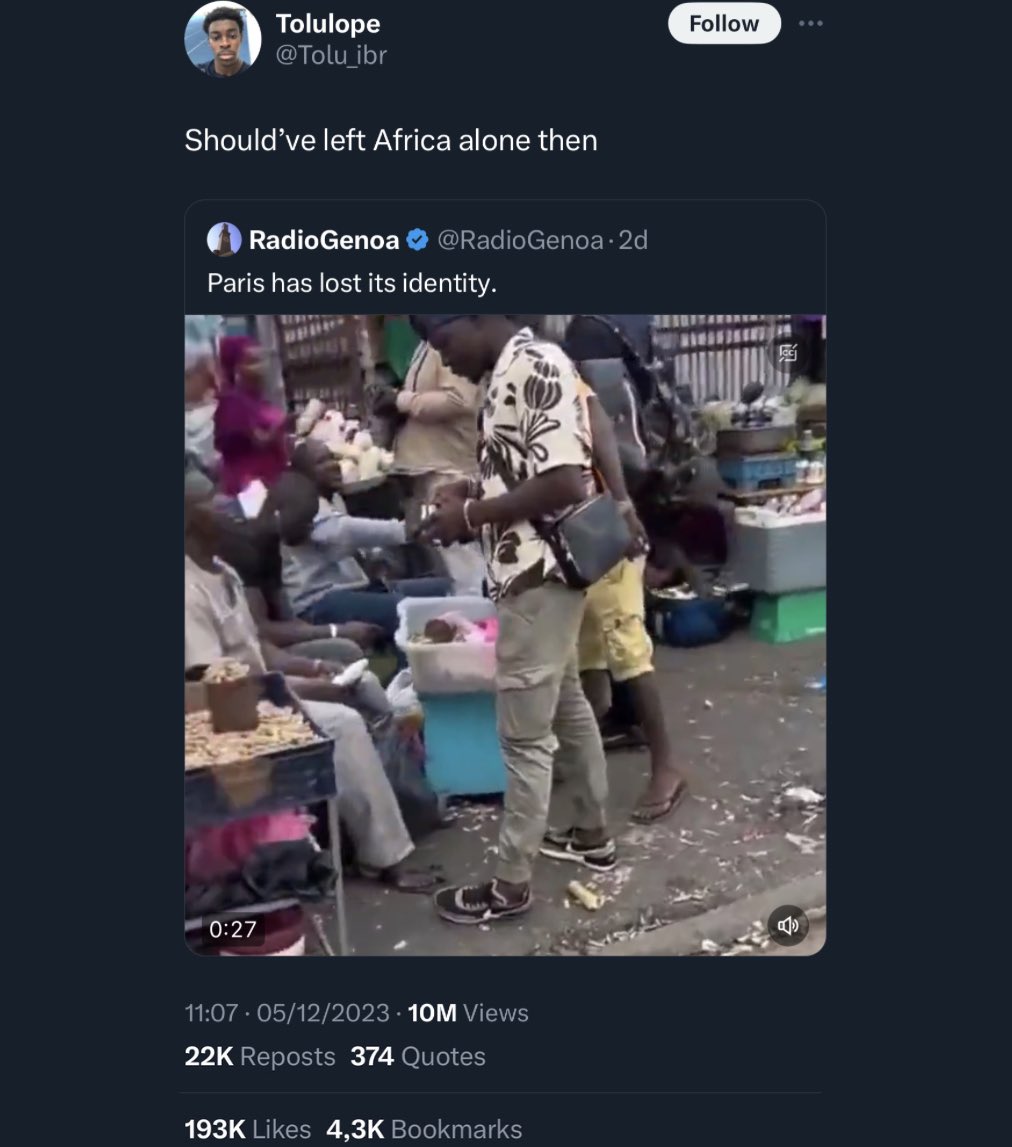 Tolulope
Follow
@Tolu_ibr
Should’ve left Africa alone then
RadioGenoa @RadioGenoa · 2d
Paris has lost its identity.
CC
0:27
11:07 · 05/12/2023 · 10M Views
22K Reposts 374 Quotes
193K Likes 4,3K Bookmarks